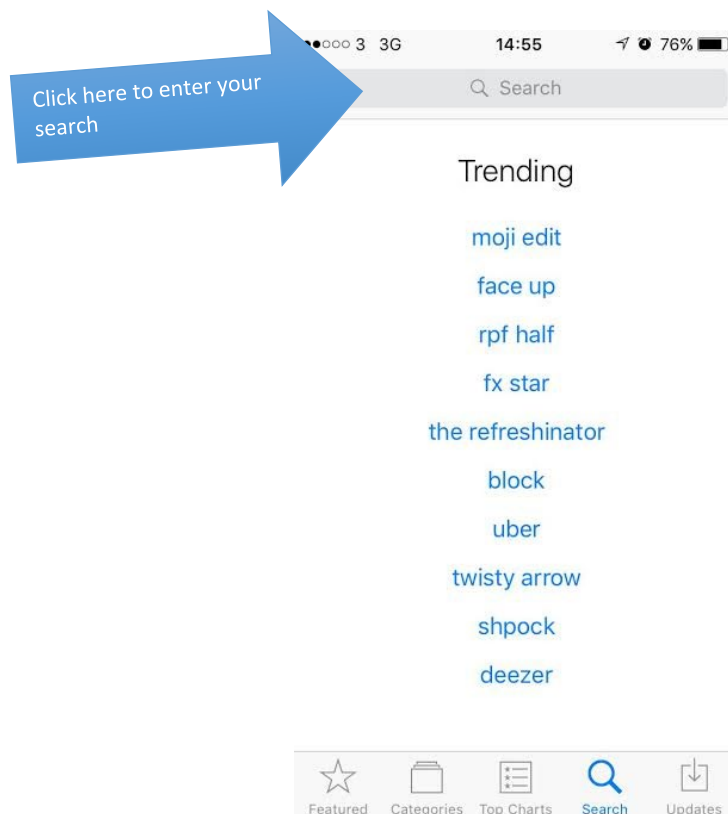 3 3G 14:55 76%
Click here to enter your
search
Search
Trending
moji edit
face up
rpf half
fx star
the refreshinator
block
uber
twisty arrow
shpock
deezer
Featured Categories Top Charts Search Updates